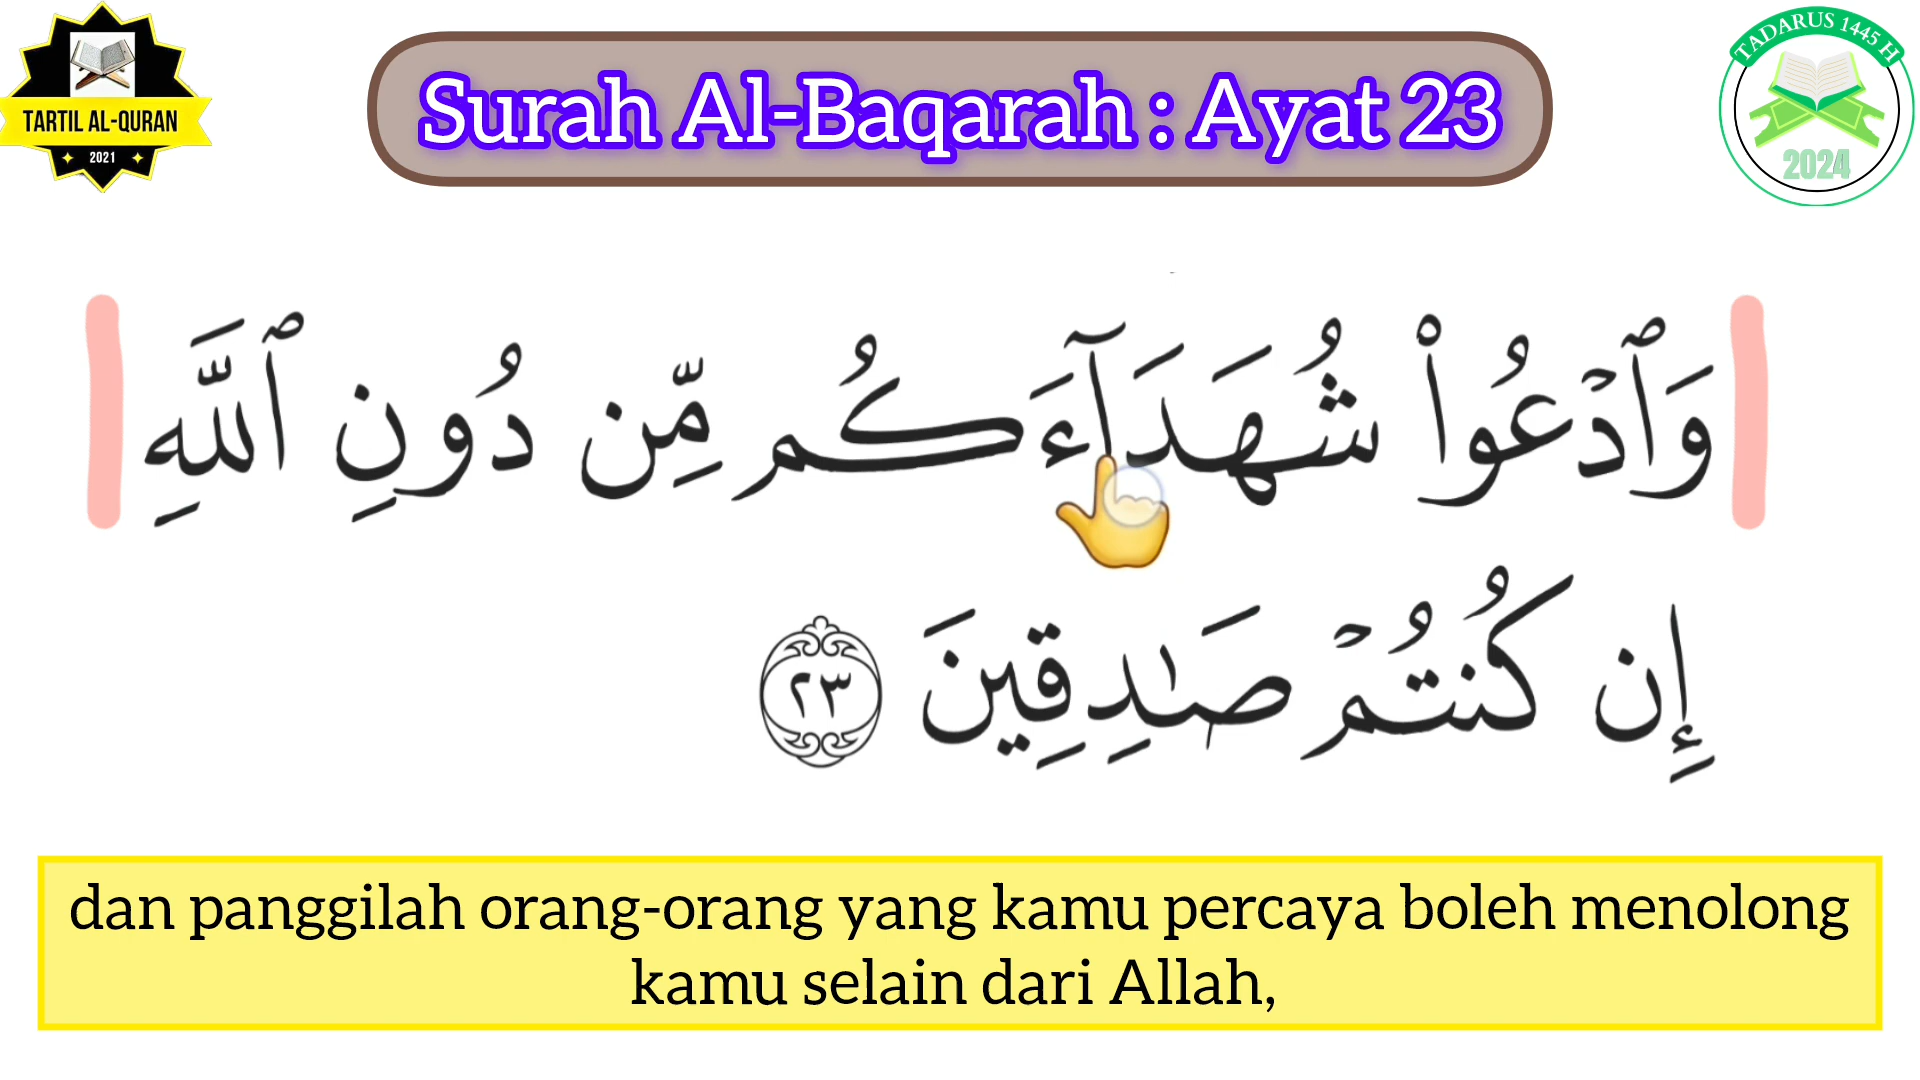 TARTIL AL-QURAN
2021
Surah Al-Baqarah : Ayat 23
TADARUS 1445 H
2024
وَٱدْعُوا۟ شُهَدَآءَكُم مِّن دُونِ ٱللَّهِ
إِن كُنتُمْ صَـٰدِقِينَ ٢٣
dan panggilah orang-orang yang kamu percaya boleh menolong
kamu selain dari Allah,